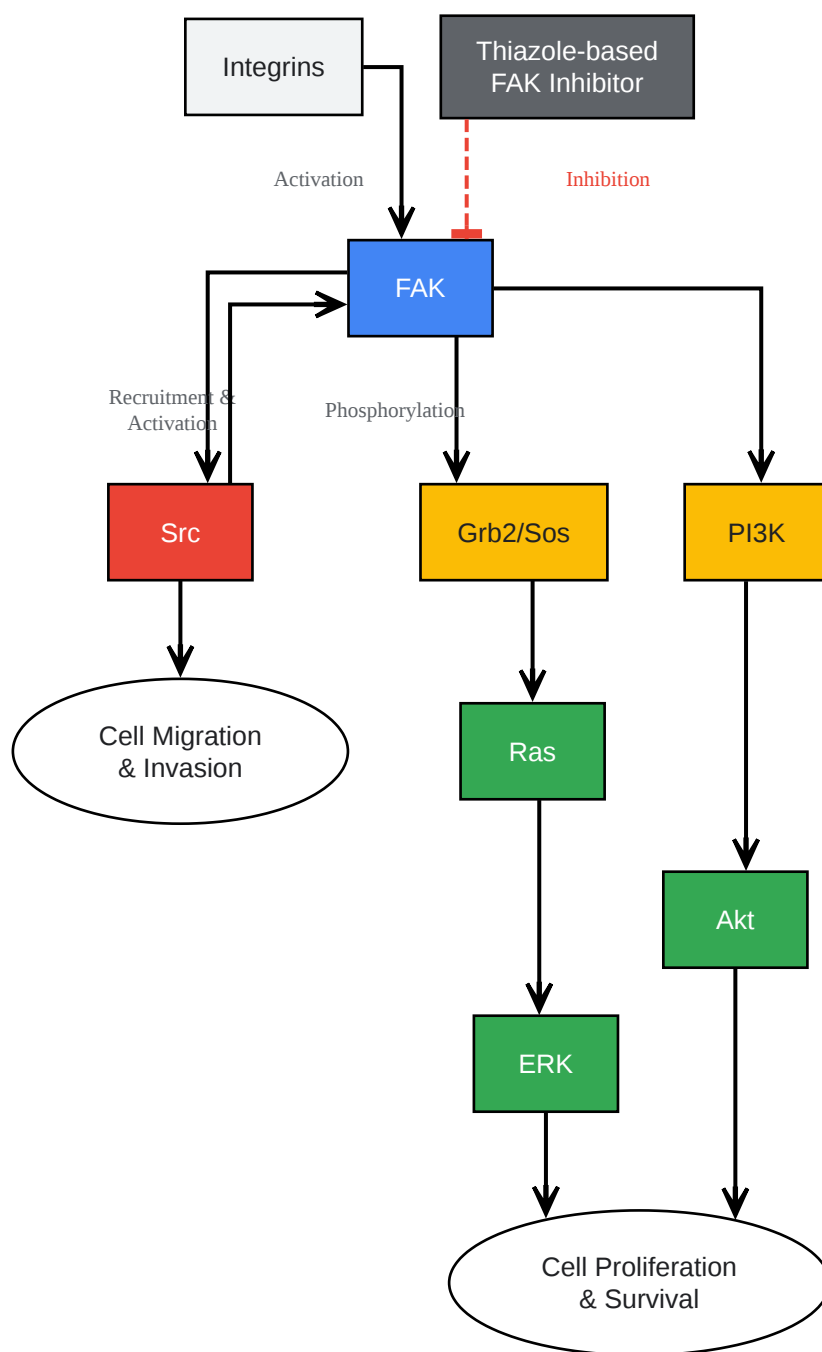 Integrins
Thiazole-based
FAK Inhibitor
Activation
Inhibition
FAK
Recruitment &
Activation
Phosphorylation
Src
Grb2/Sos
PI3K
Cell Migration
& Invasion
Ras
Akt
ERK
Cell Proliferation
& Survival